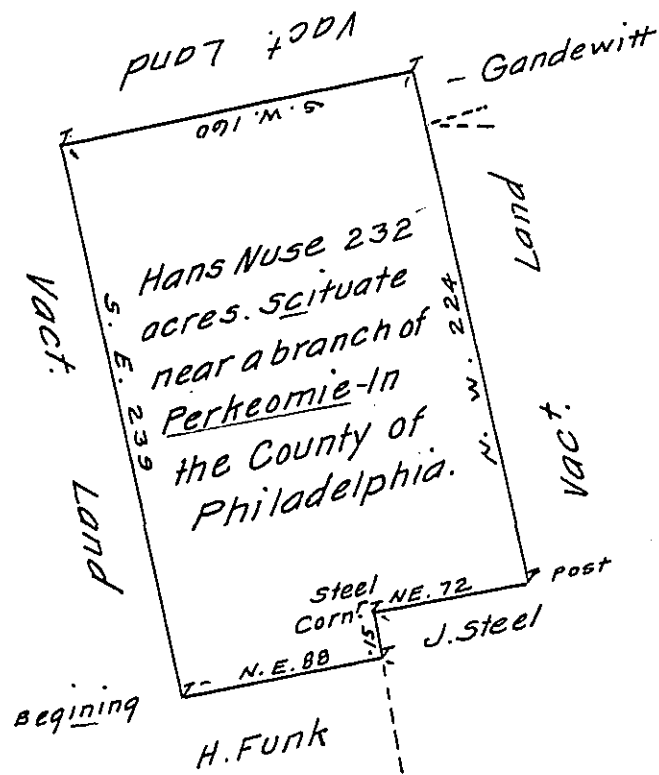 Vact. Land
- Gandewitt
S. W. 160
Vact. Land
S. E. 239
Hans Nuse 232
acres. scituate
near a branch of
Perkeomie-In
the County of
Philadelphia.
N. W. 224
Vact. Land
Steel
Cornr.
NE. 72
Post
15
J. Steel
N.E. 88
Begining
H. Funk